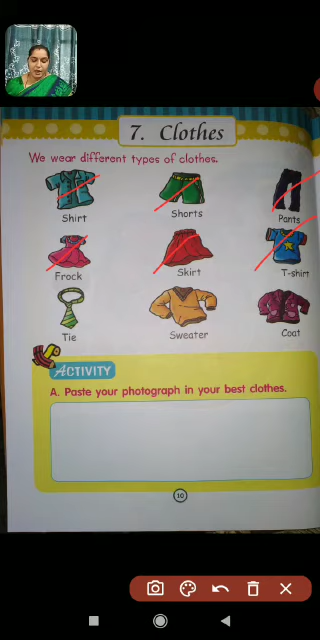 7. Clothes
We wear different types of clothes.
Shirt Shorts Pants
Frock Skirt T-shirt
Tie Sweater Coat
ACTIVITY
A. Paste your photograph in your best clothes.
10